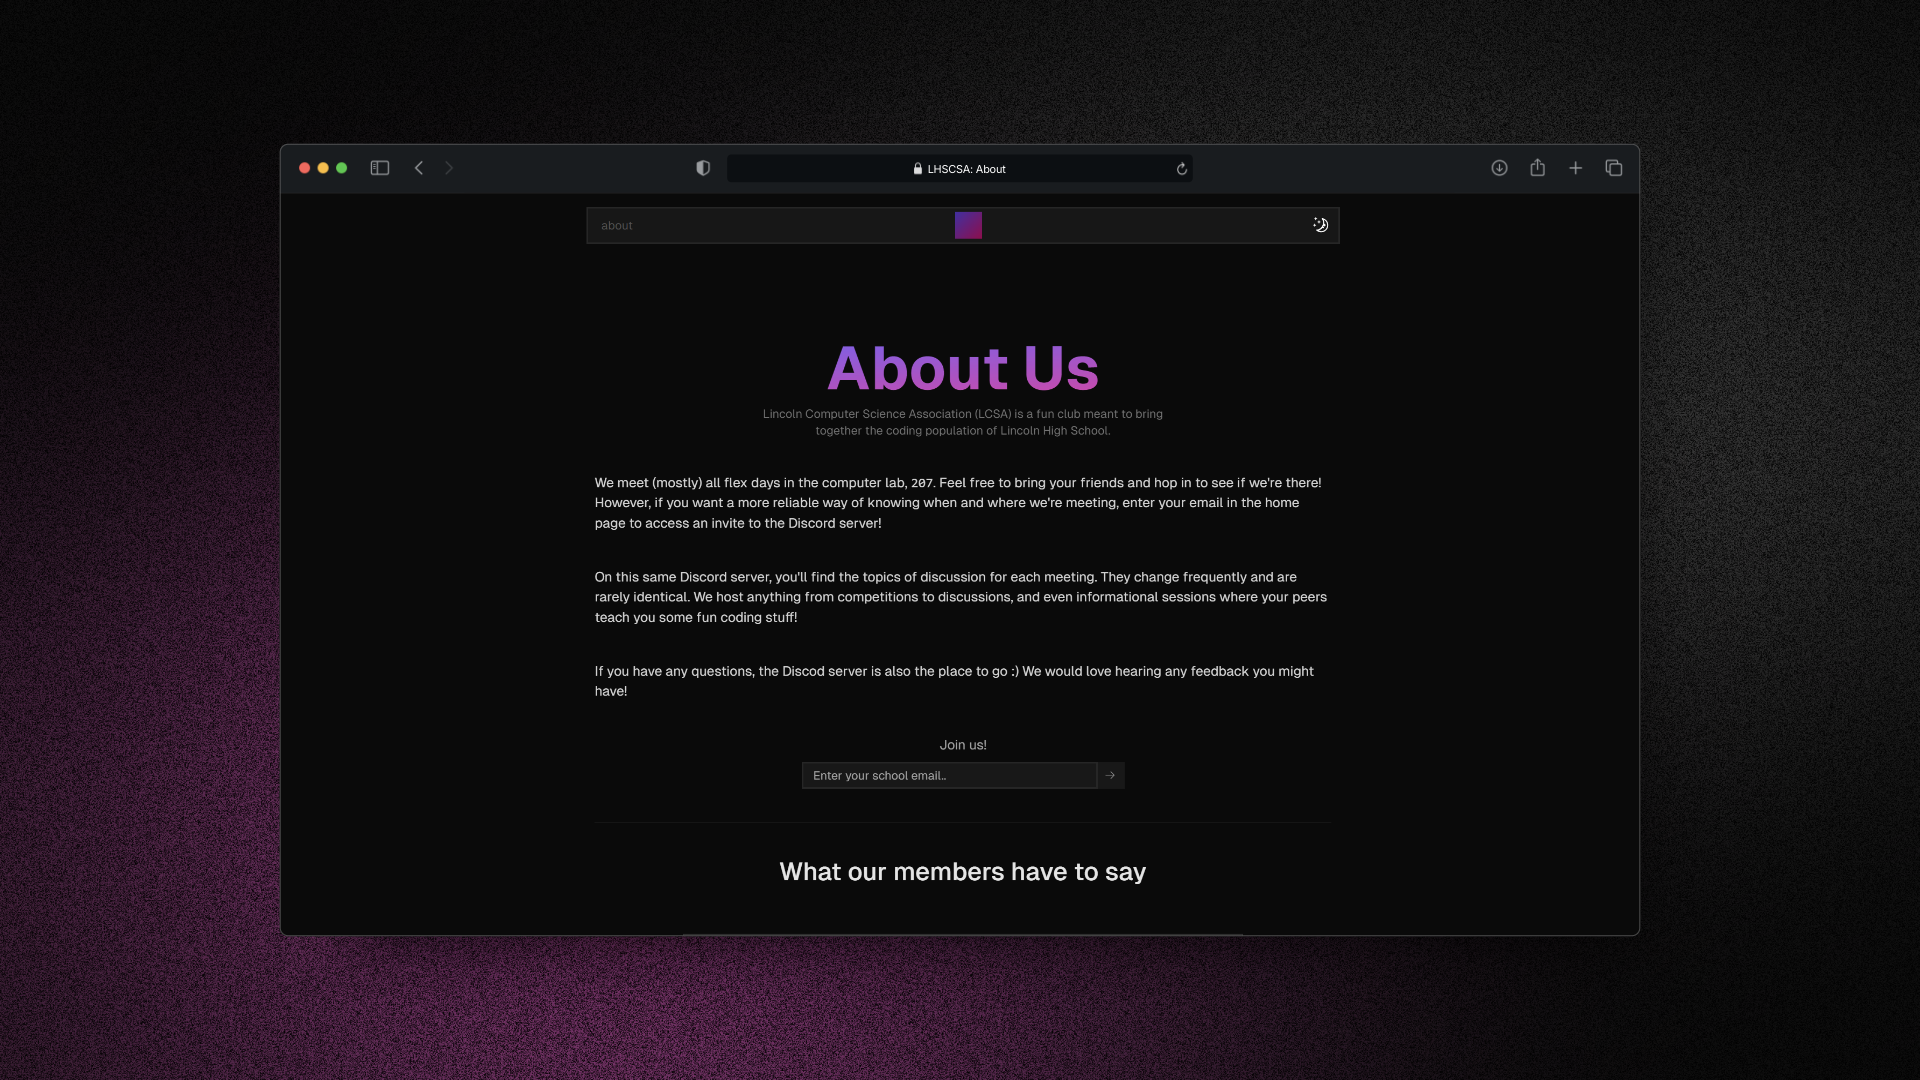 LHSCSA: About
about
About Us
Lincoln Computer Science Association (LCSA) is a fun club meant to bring
together the coding population of Lincoln High School.
We meet (mostly) all flex days in the computer lab, 207. Feel free to bring your friends and hop in to see if we're there!
However, if you want a more reliable way of knowing when and where we're meeting, enter your email in the home
page to access an invite to the Discord server!
On this same Discord server, you'll find the topics of discussion for each meeting. They change frequently and are
rarely identical. We host anything from competitions to discussions, and even informational sessions where your peers
teach you some fun coding stuff!
If you have any questions, the Discod server is also the place to go :) We would love hearing any feedback you might
have!
Join us!
Enter your school email..
What our members have to say